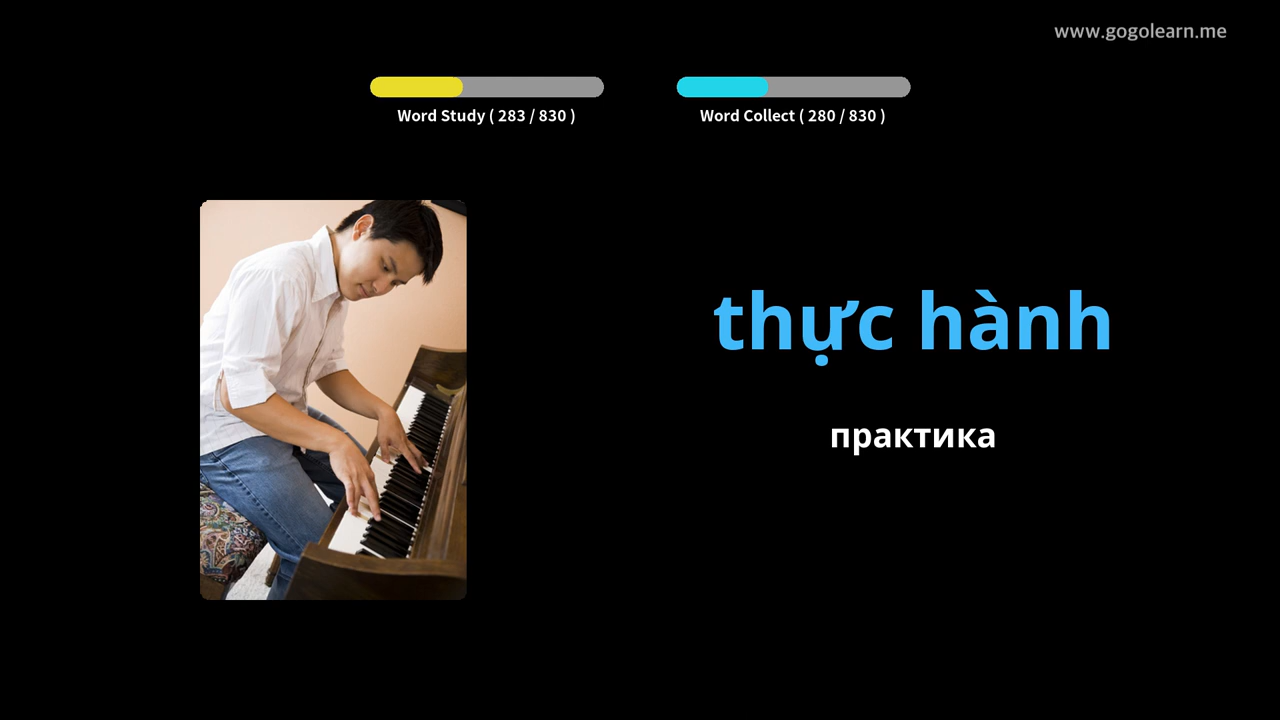 www.gogolearn.me
Word Study ( 283 / 830 )
Word Collect ( 280 / 830 )
thực hành
практика